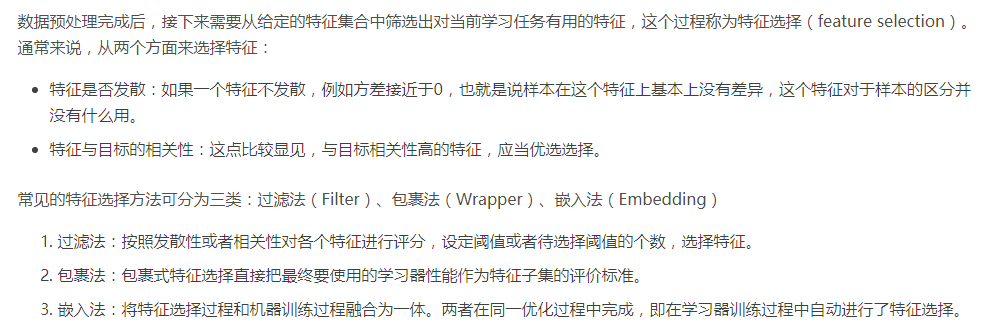 数据预处理完成后，接下来需要从给定的特征集合中筛选出对当前学习任务有用的特征，这个过程称为特征选择（feature selection）。
通常来说，从两个方面来选择特征：
• 特征是否发散：如果一个特征不发散，例如方差接近于0，也就是说样本在这个特征上基本上没有差异，这个特征对于样本的区分并
没有什么用。
• 特征与目标的相关性：这点比较显见，与目标相关性高的特征，应当优选选择。
常见的特征选择方法可分为三类：过滤法（Filter）、包裹法（Wrapper）、嵌入法（Embedding）
1. 过滤法：按照发散性或者相关性对各个特征进行评分，设定阈值或者待选择阈值的个数，选择特征。
2. 包裹法：包裹式特征选择直接把最终要使用的学习器性能作为特征子集的评价标准。
3. 嵌入法：将特征选择过程和机器训练过程融合为一体。两者在同一优化过程中完成，即在学习器训练过程中自动进行了特征选择。